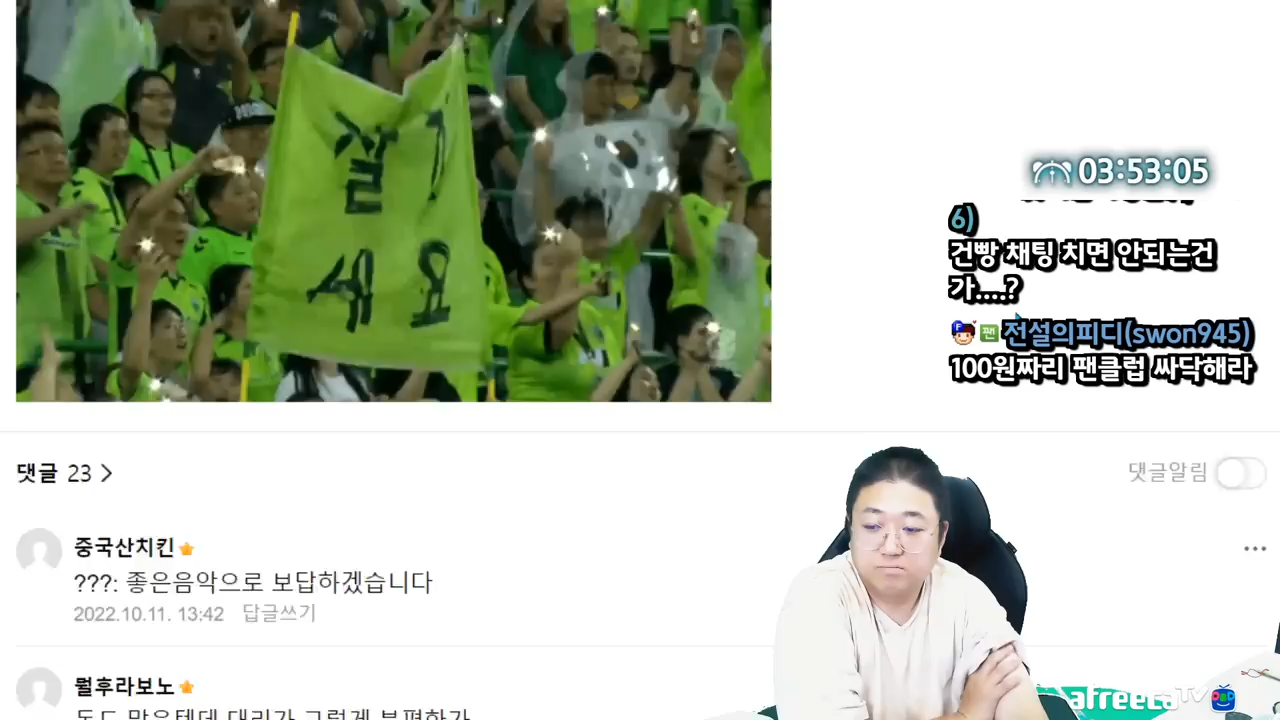 잘 가
세요
03:53:05
6)
건빵 채팅 치면 안되는건
가....?
F 팬 전설의피디(swon945)
100원짜리 팬클럽 싸닥해라
댓글 23
댓글알림
중국산치킨
???: 좋은음악으로 보답하겠습니다
2022.10.11. 13:42 답글쓰기
뭘후라보노
afreecaTV